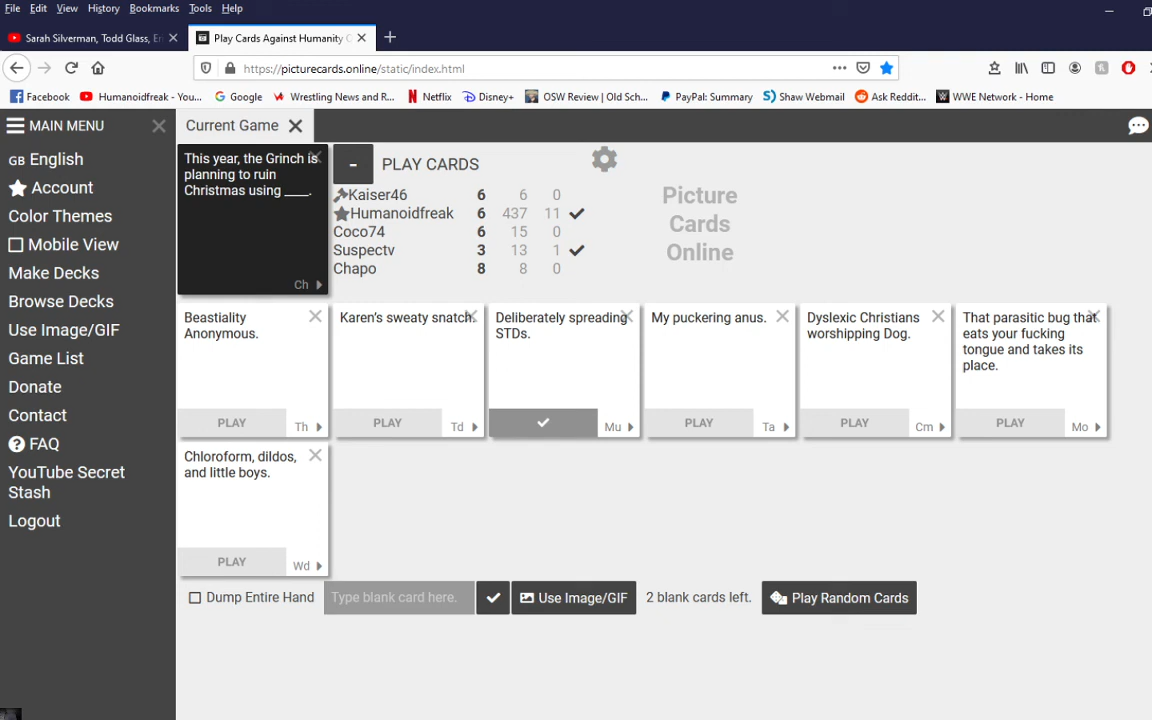 File Edit View History Bookmarks Tools Help
Sarah Silverman, Todd Glass, Er
Play Cards Against Humanity
https://picturecards.online/static/index.html
Facebook Humanoidfreak - You... Google Wrestling News and R... Netflix Disney+ OSW Review | Old Sch... PayPal: Summary Shaw Webmail Ask Reddit... WWE Network - Home
MAIN MENU
Current Game
GB English
Account
Color Themes
Mobile View
Make Decks
Browse Decks
Use Image/GIF
Game List
Donate
Contact
FAQ
YouTube Secret
Stash
Logout
This year, the Grinch is
planning to ruin
Christmas using ____.
Ch
- PLAY CARDS
Kaiser46 6 6 0
Humanoidfreak 6 437 11
Coco74 6 15 0
Suspectv 3 13 1
Chapo 8 8 0
Picture
Cards
Online
Beastiality
Anonymous.
PLAY Th
Karen's sweaty snatch.
PLAY Td
Deliberately spreading
STDs.
Mu
My puckering anus.
PLAY Ta
Dyslexic Christians
worshipping Dog.
PLAY Cm
That parasitic bug that
eats your fucking
tongue and takes its
place.
PLAY Mo
Chloroform, dildos,
and little boys.
PLAY Wd
Dump Entire Hand Type blank card here. Use Image/GIF 2 blank cards left. Play Random Cards